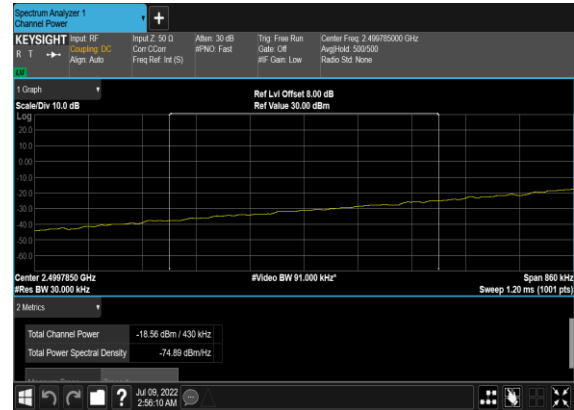 Spectrum Analyzer 1
Channel Power
KEYSIGHT
R T
LXI
Input: RF
Coupling: DC
Align: Auto
Input Z: 50 Ω
Corr CCorr
Freq Ref: Int (S)
Atten: 30 dB
#PNO: Fast
Trig: Free Run
Gate: Off
#IF Gain: Low
Center Freq: 2.499785000 GHz
Avg|Hold: 500/500
Radio Std: None
1 Graph
Scale/Div 10.0 dB
Ref Lvl Offset 8.00 dB
Ref Value 30.00 dBm
Log
20.0
10.0
0.00
-10.0
-20.0
-30.0
-40.0
-50.0
-60.0
Center 2.4997850 GHz
#Video BW 91.000 kHz*
Span 860 kHz
#Res BW 30.000 kHz
Sweep 1.20 ms (1001 pts)
2 Metrics
Total Channel Power -18.56 dBm / 430 kHz
Total Power Spectral Density -74.89 dBm/Hz
Jul 09, 2022
2:56:10 AM